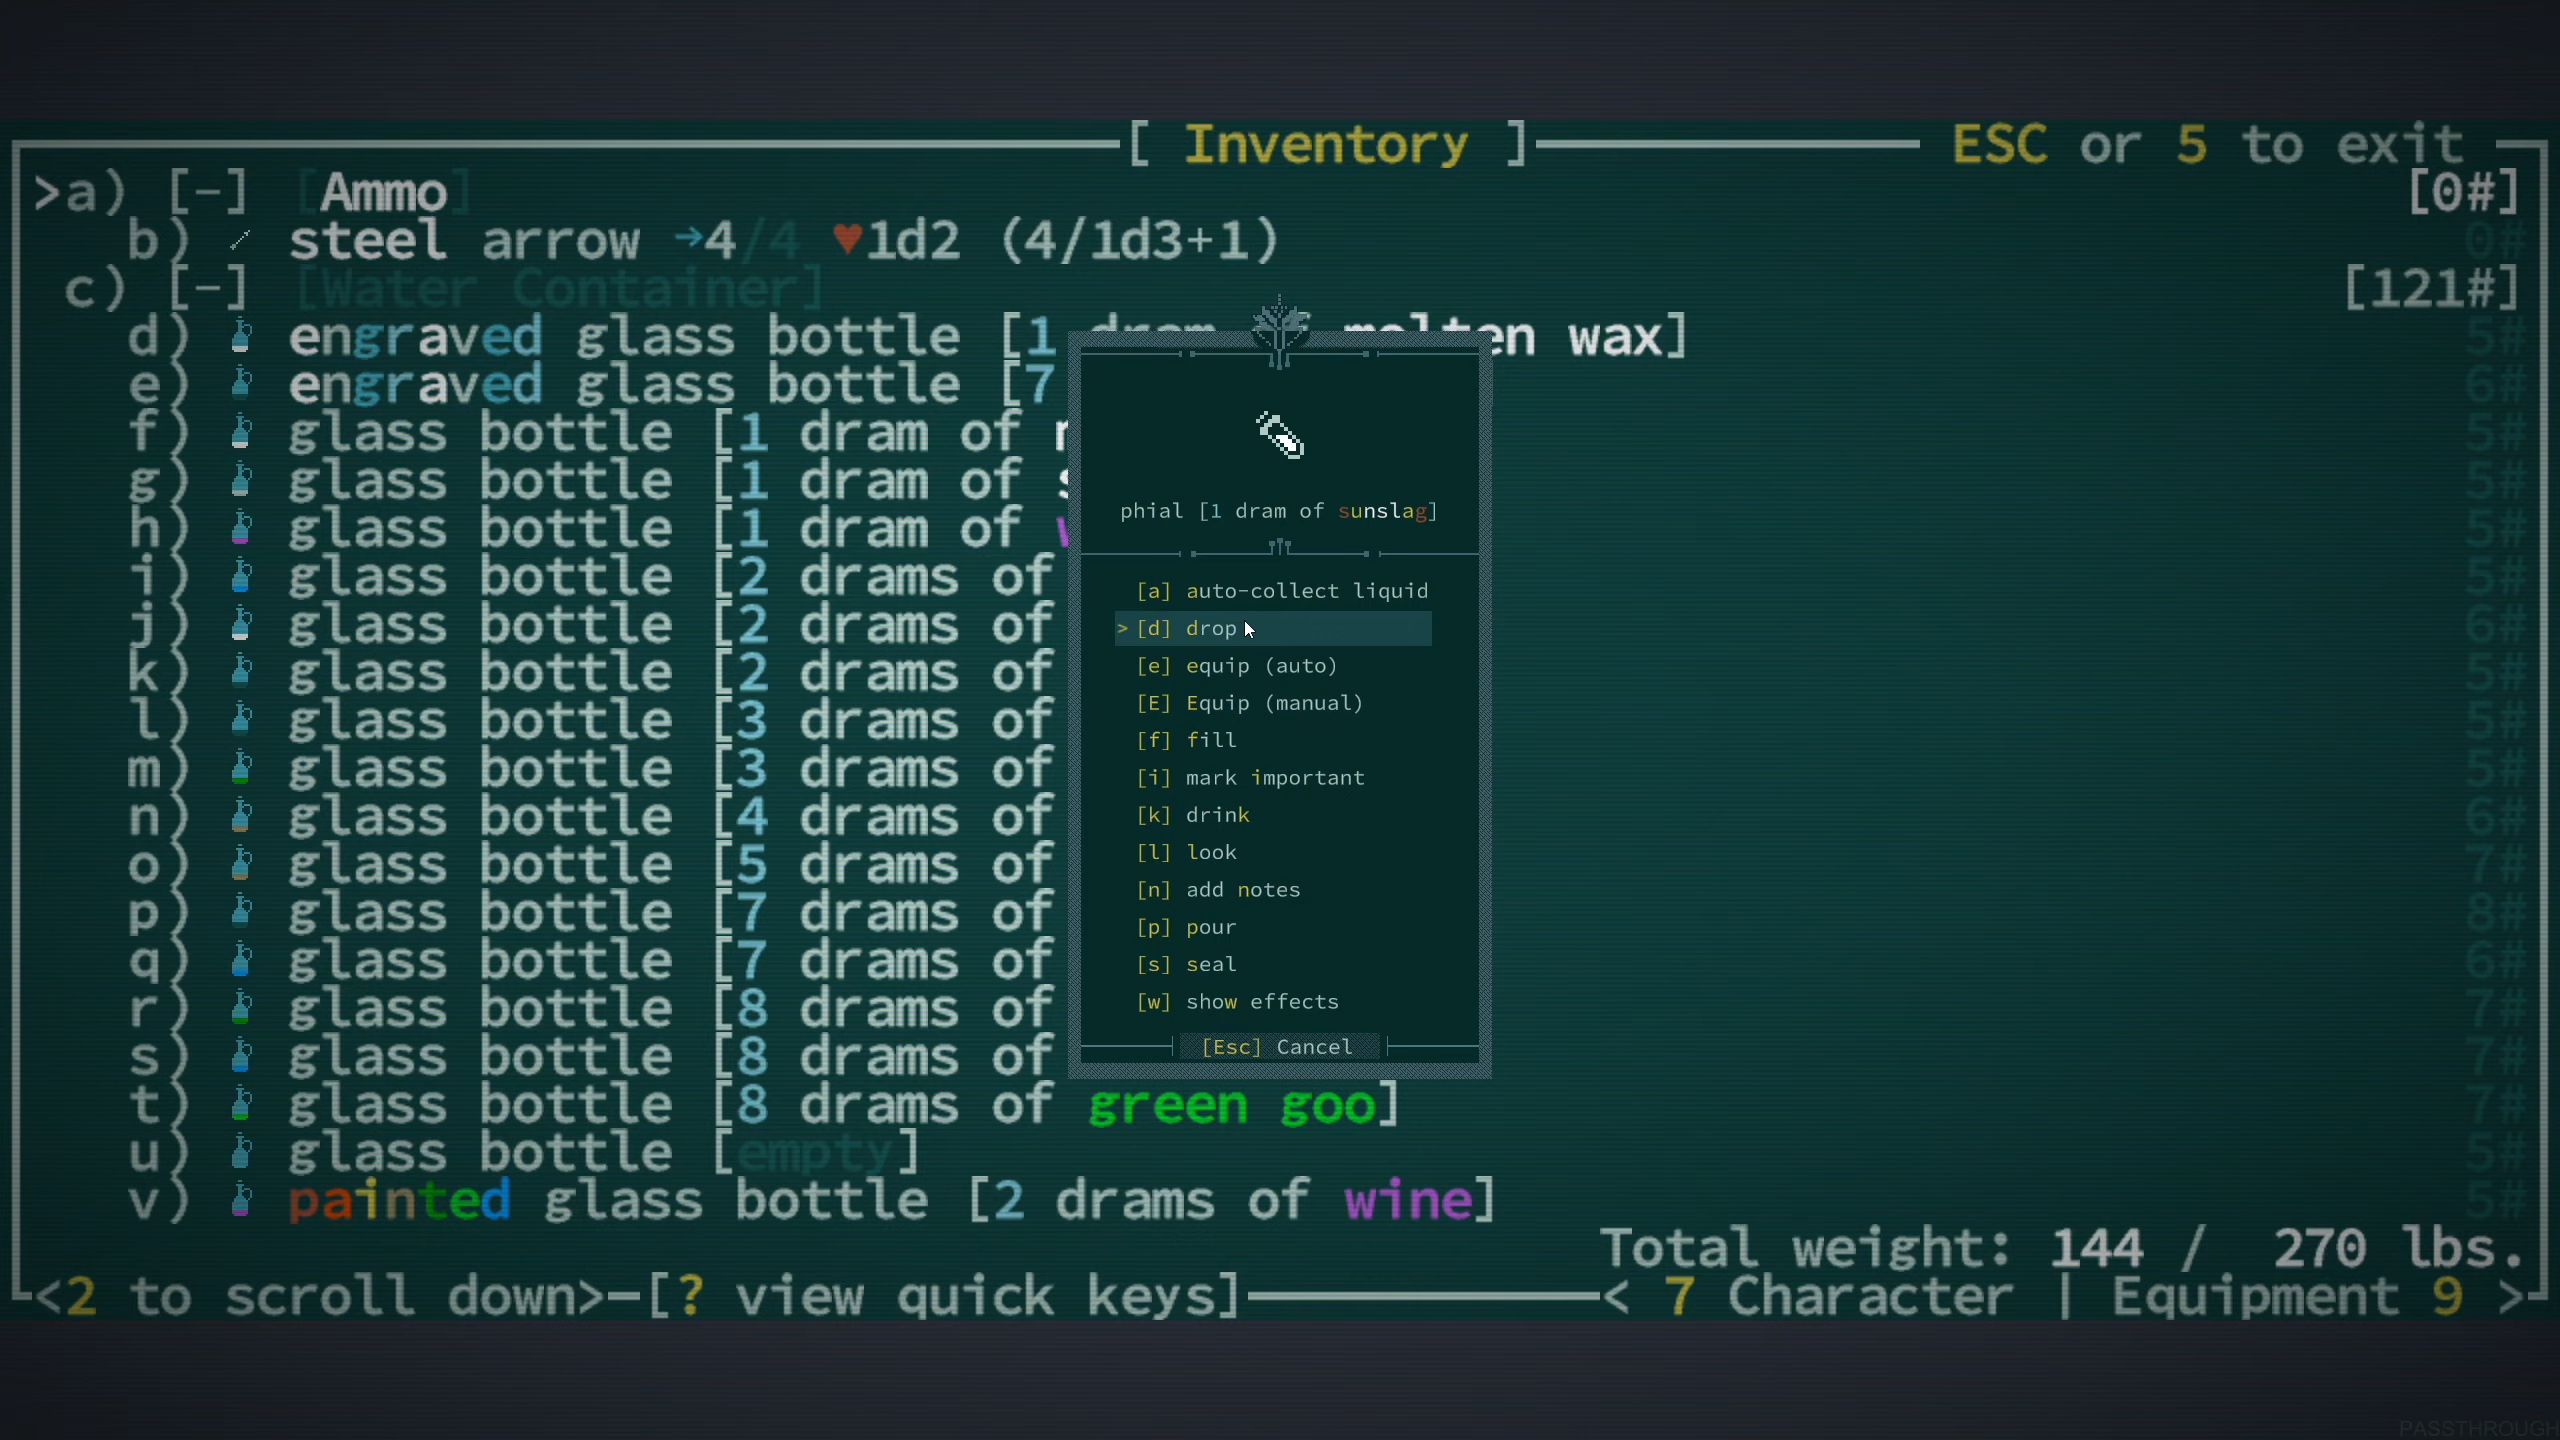 [ Inventory ] ESC or 5 to exit
>a) [-] [Ammo] [0#]
b) steel arrow →4/4 ♥1d2 (4/1d3+1) 0#
c) [-] [Water Container] [121#]
d) engraved glass bottle [1 dram of molten wax] 5#
e) engraved glass bottle [7 6#
f) glass bottle [1 dram of 5#
g) glass bottle [1 dram of 5#
h) glass bottle [1 dram of 5#
i) glass bottle [2 drams of 5#
j) glass bottle [2 drams of 6#
k) glass bottle [2 drams of 5#
l) glass bottle [3 drams of 5#
m) glass bottle [3 drams of 5#
n) glass bottle [4 drams of 6#
o) glass bottle [5 drams of 7#
p) glass bottle [7 drams of 8#
q) glass bottle [7 drams of 6#
r) glass bottle [8 drams of 7#
s) glass bottle [8 drams of 7#
t) glass bottle [8 drams of green goo] 7#
u) glass bottle [empty] 5#
v) painted glass bottle [2 drams of wine] 5#
Total weight: 144 / 270 lbs.
<2 to scroll down> [? view quick keys] < 7 Character | Equipment 9 >
phial [1 dram of sunslag]
[a] auto-collect liquid
> [d] drop
[e] equip (auto)
[E] Equip (manual)
[f] fill
[i] mark important
[k] drink
[l] look
[n] add notes
[p] pour
[s] seal
[w] show effects
[Esc] Cancel
PASSTHROUGH